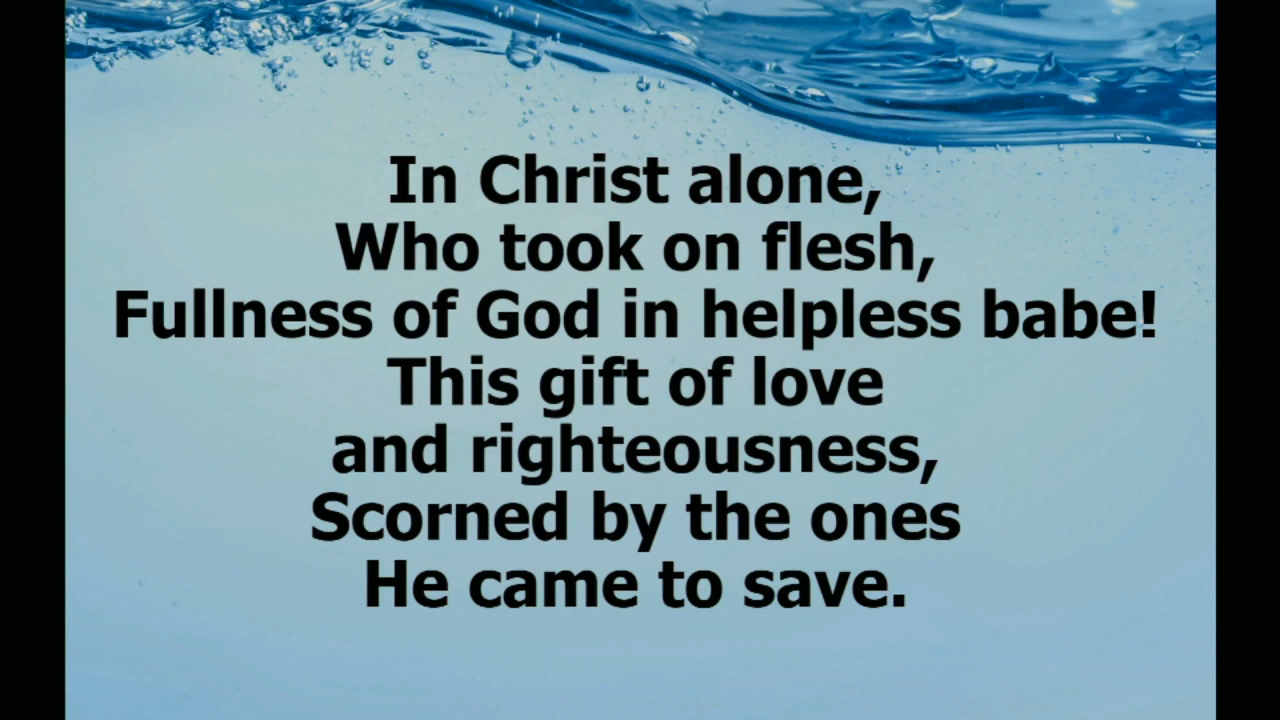 In Christ alone,
Who took on flesh,
Fullness of God in helpless babe!
This gift of love
and righteousness,
Scorned by the ones
He came to save.